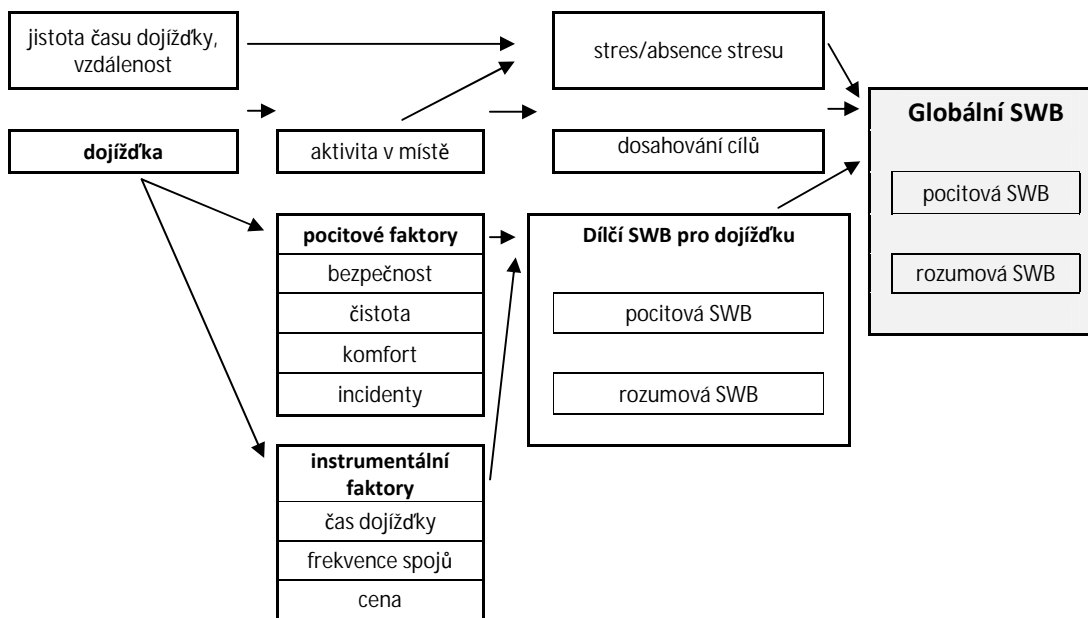 jistota času dojížďky,
vzdálenost
stres/absence stresu
Globální SWB
dojížďka
aktivita v místě
dosahování cílů
pocitová SWB
rozumová SWB
pocitové faktory
bezpečnost
čistota
komfort
incidenty
Dílčí SWB pro dojížďku
pocitová SWB
rozumová SWB
instrumentální
faktory
čas dojížďky
frekvence spojů
cena